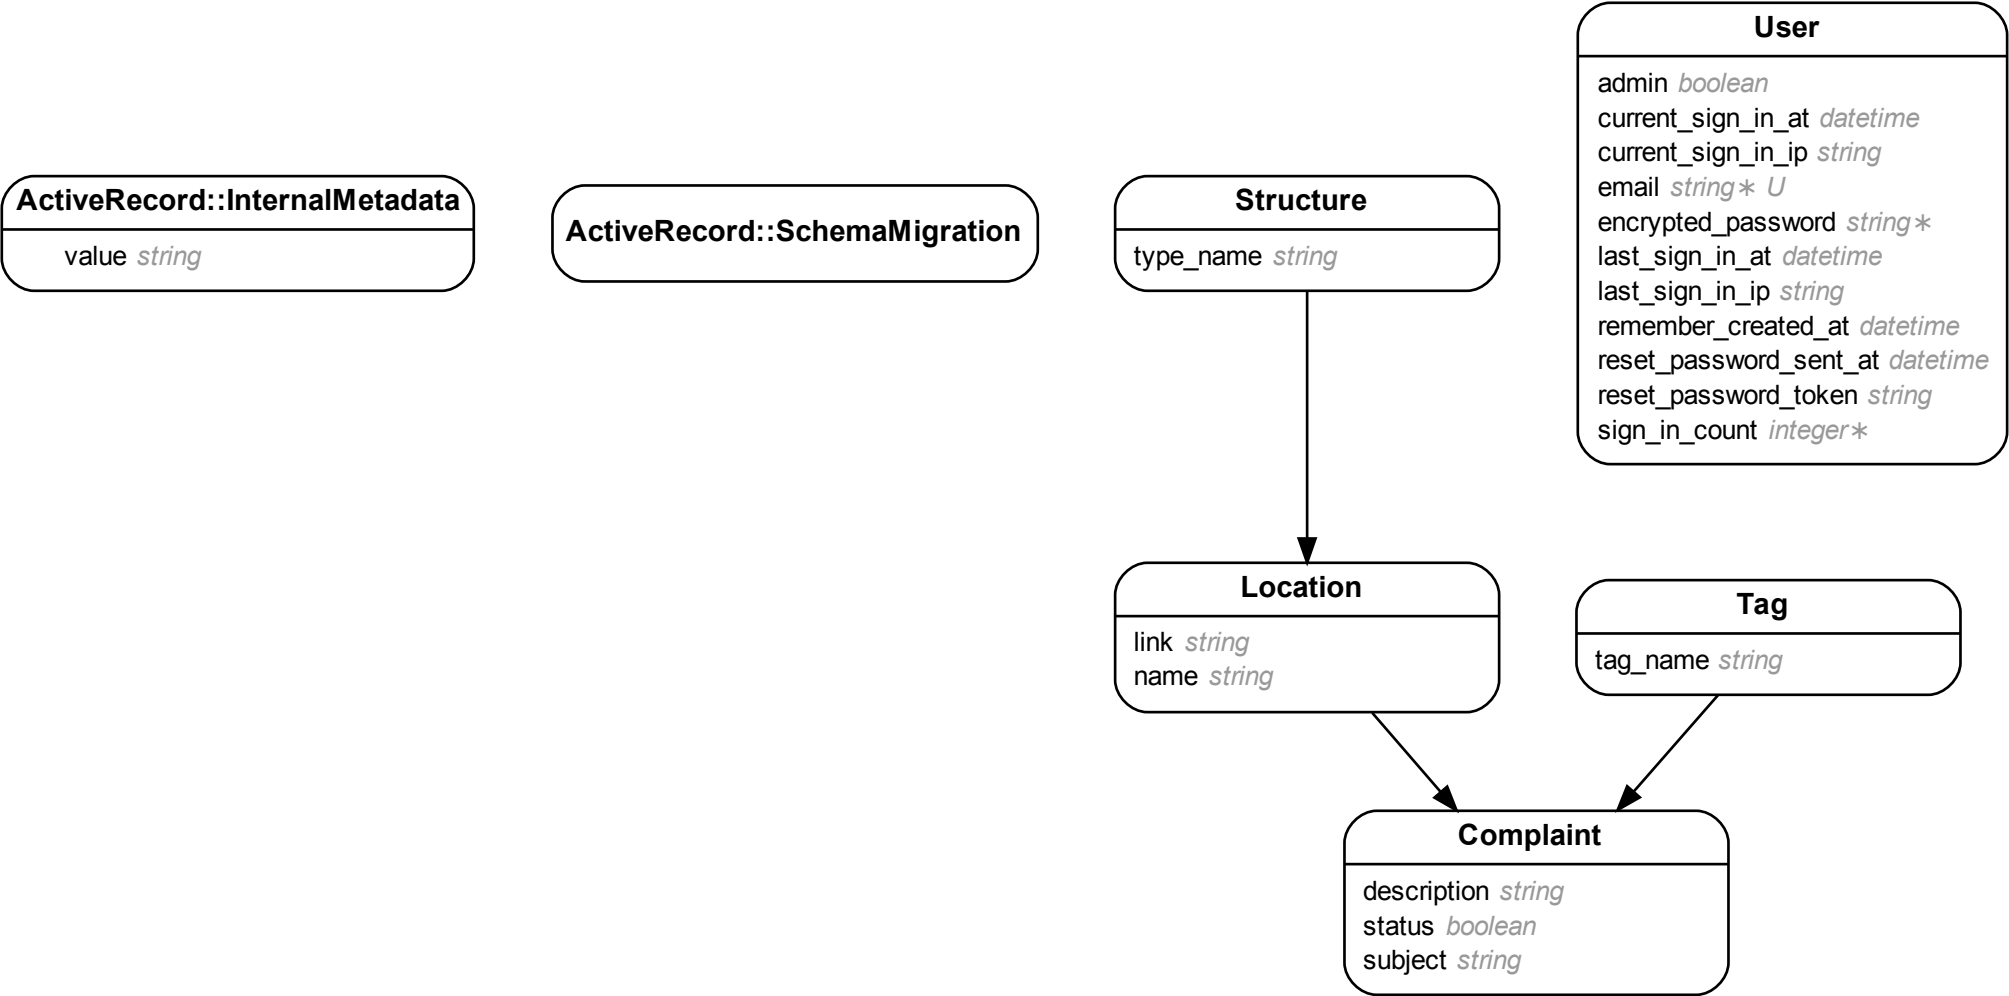 User
admin boolean
current_sign_in_at datetime
current_sign_in_ip string
email string∗ U
encrypted_password string∗
last_sign_in_at datetime
last_sign_in_ip string
remember_created_at datetime
reset_password_sent_at datetime
reset_password_token string
sign_in_count integer∗
ActiveRecord::InternalMetadata
value string
ActiveRecord::SchemaMigration
Structure
type_name string
Location
link string
name string
Tag
tag_name string
Complaint
description string
status boolean
subject string